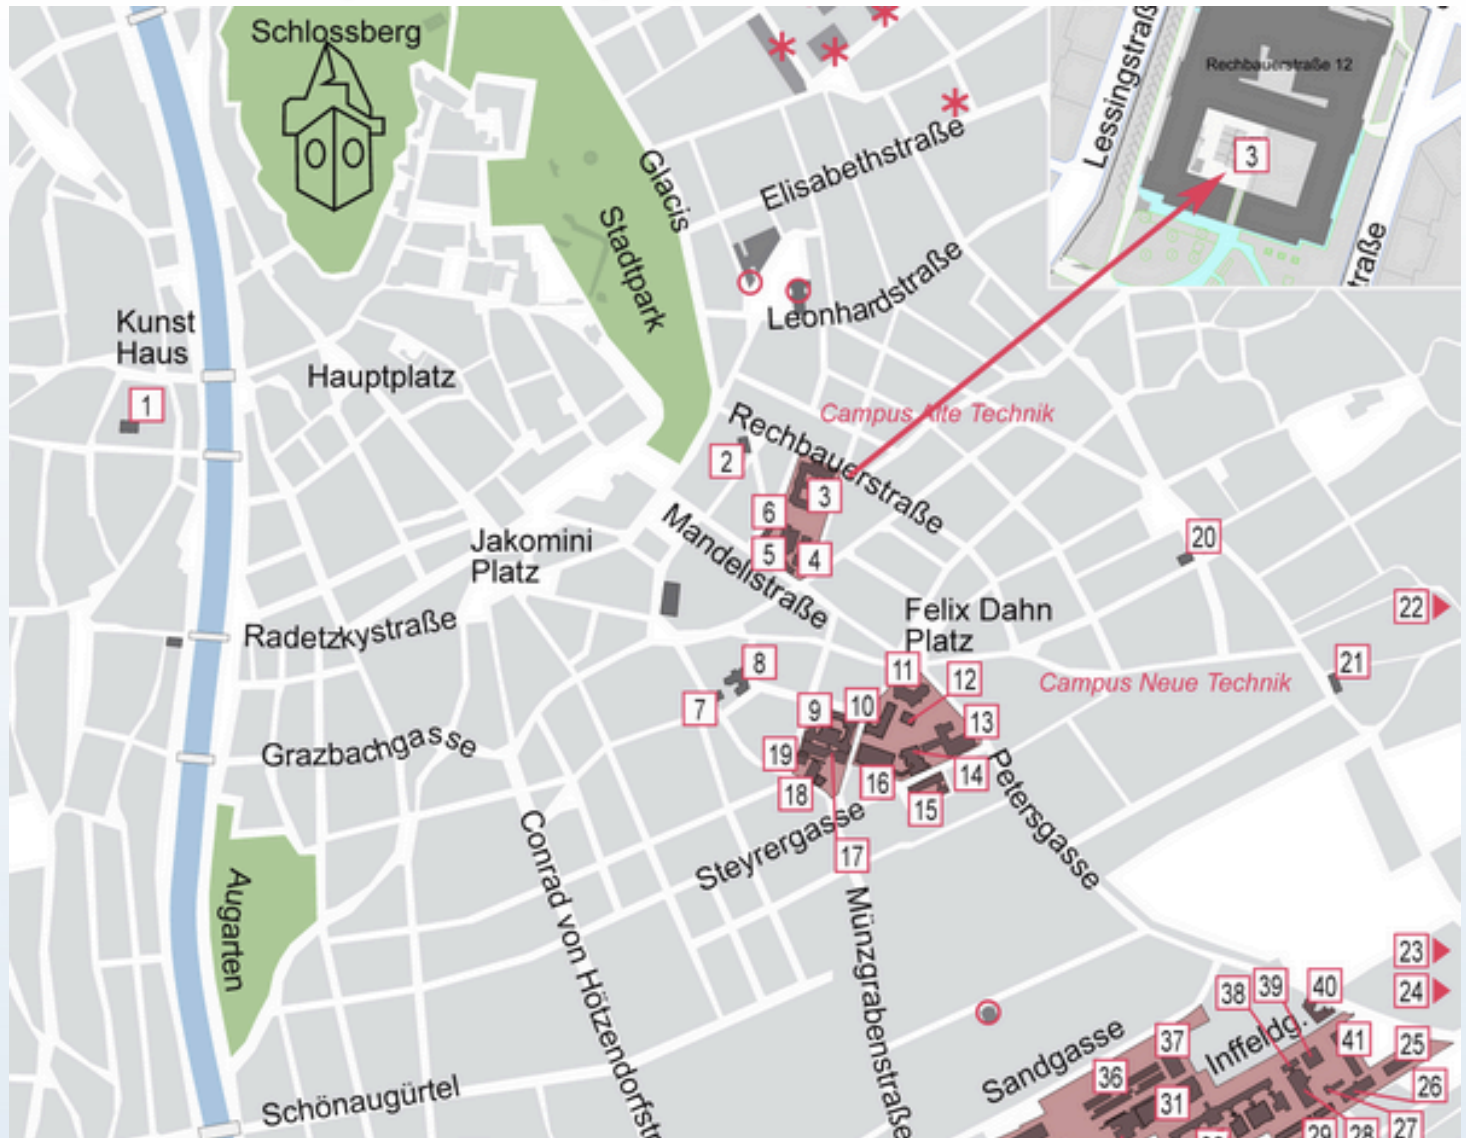 Schlossberg
Glacis
Stadtpark
Elisabethstraße
Leonhardstraße
Lessingstraß
Rechbauerstraße 12
3
traße
Kunst
Haus
1
Hauptplatz
Rechbauerstraße
Campus Alte Technik
2
3
6
5
4
Mandellstraße
Jakomini
Platz
20
Felix Dahn
Platz
22
Radetzkystraße
8
7
11
12
21
Campus Neue Technik
9
10
13
19
18
16
14
15
17
Grazbachgasse
Petersgasse
Steyrergasse
Conrad von Hötzendorfstr
Münzgrabenstraße
Augarten
23
24
38
39
40
Inffeldg.
41
25
37
Sandgasse
36
31
26
27
28
29
Schönaugürtel